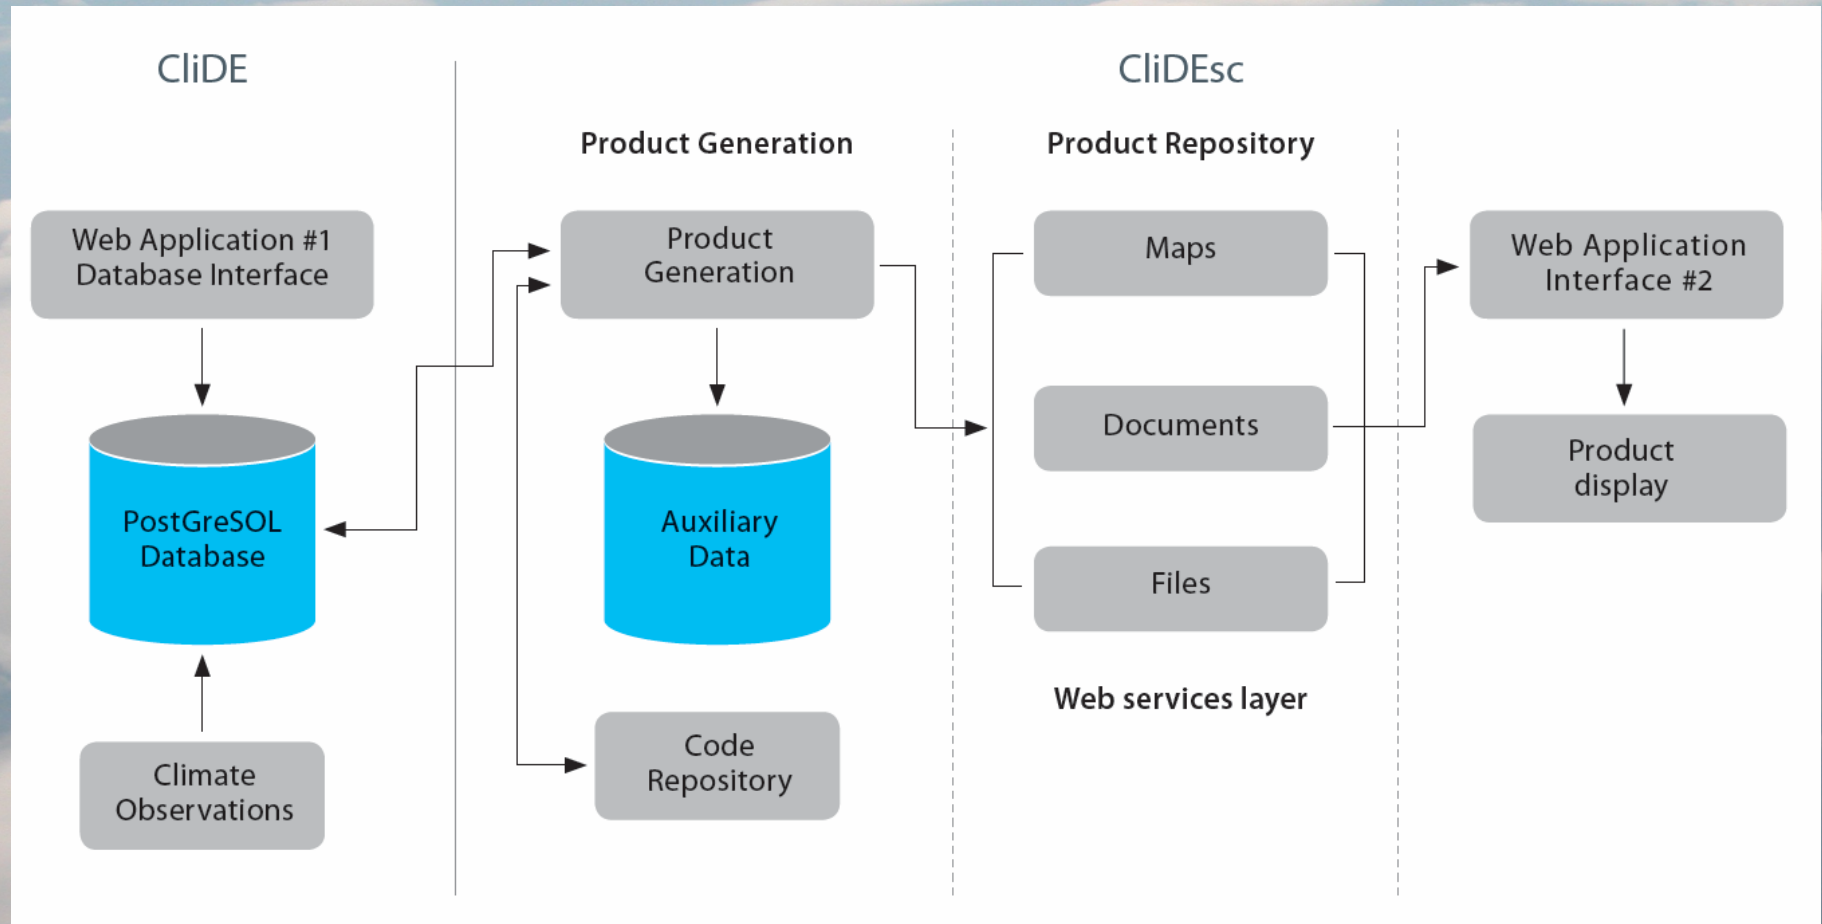 CliDE
CliDEsc
Product Generation
Product Repository
Web Application #1
Database Interface
Product
Generation
Maps
Web Application
Interface #2
Documents
Product
display
PostGreSOL
Database
Auxiliary
Data
Files
Web services layer
Code
Repository
Climate
Observations